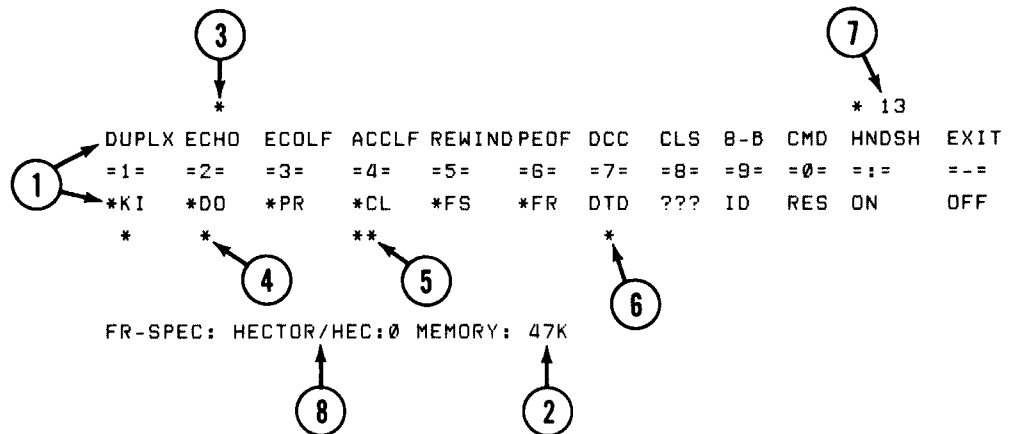 3 7
* * 13
DUPLX ECHO ECOLF ACCLF REWIND PEOF DCC CLS 8-B CMD HNDSH EXIT
1 =1= =2= =3= =4= =5= =6= =7= =8= =9= =0= =:= =-=
*KI *DO *PR *CL *FS *FR DTD ??? ID RES ON OFF
* * ** *
4 5 6
FR-SPEC: HECTOR/HEC:0 MEMORY: 47K
8 2